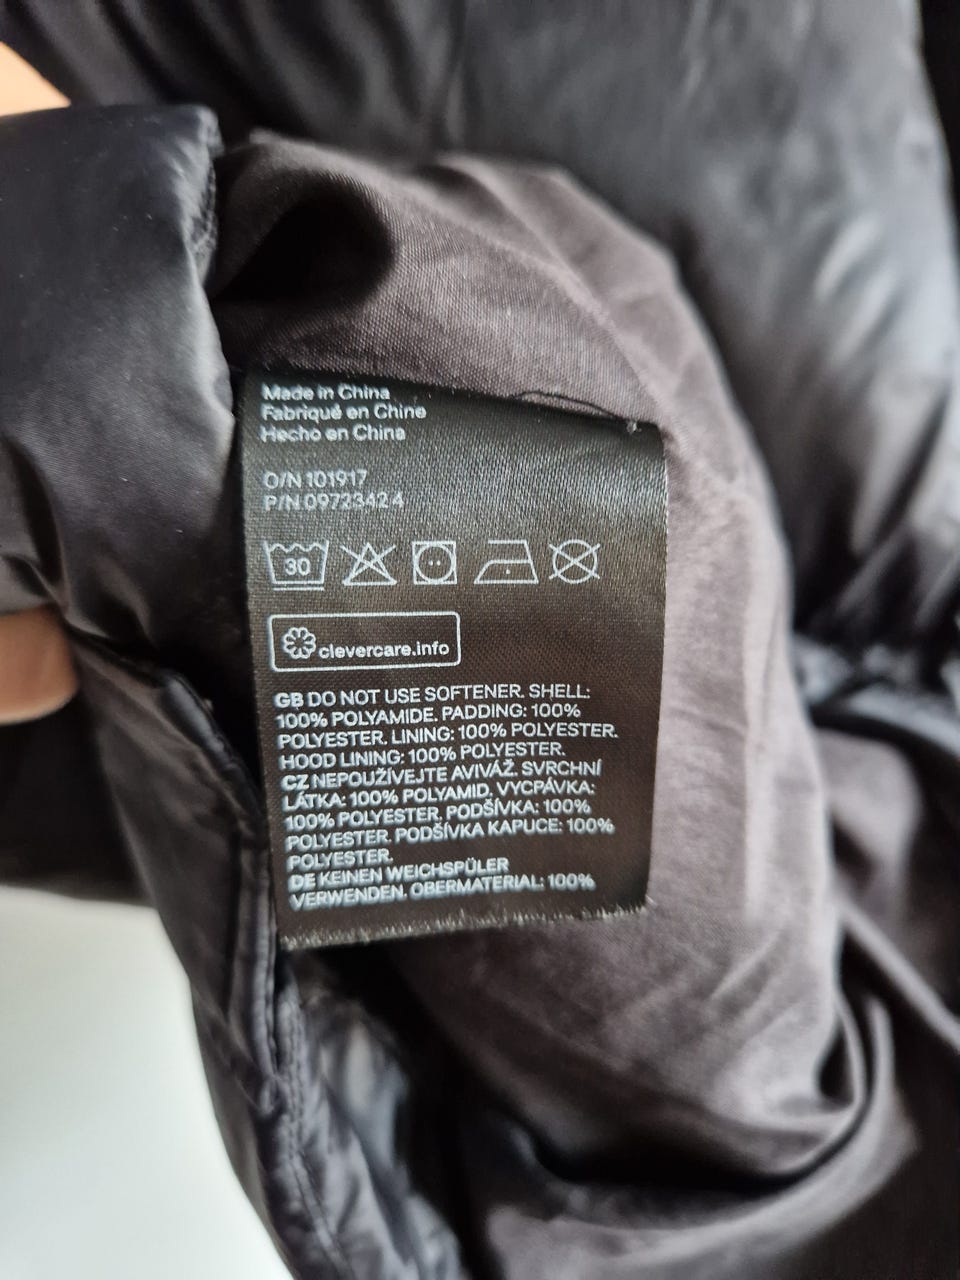 Made in China
Fabriqué en Chine
Hecho en China
O/N 101917
P/N 09723424
30
clevercare.info
GB DO NOT USE SOFTENER. SHELL:
100% POLYAMIDE. PADDING: 100%
POLYESTER. LINING: 100% POLYESTER.
HOOD LINING: 100% POLYESTER.
CZ NEPOUŽÍVEJTE AVIVÁŽ. SVRCHNÍ
LÁTKA: 100% POLYAMID. VYCPÁVKA:
100% POLYESTER. PODŠÍVKA: 100%
POLYESTER. PODŠÍVKA KAPUCE: 100%
POLYESTER.
DE KEINEN WEICHSPÜLER
VERWENDEN. OBERMATERIAL: 100%